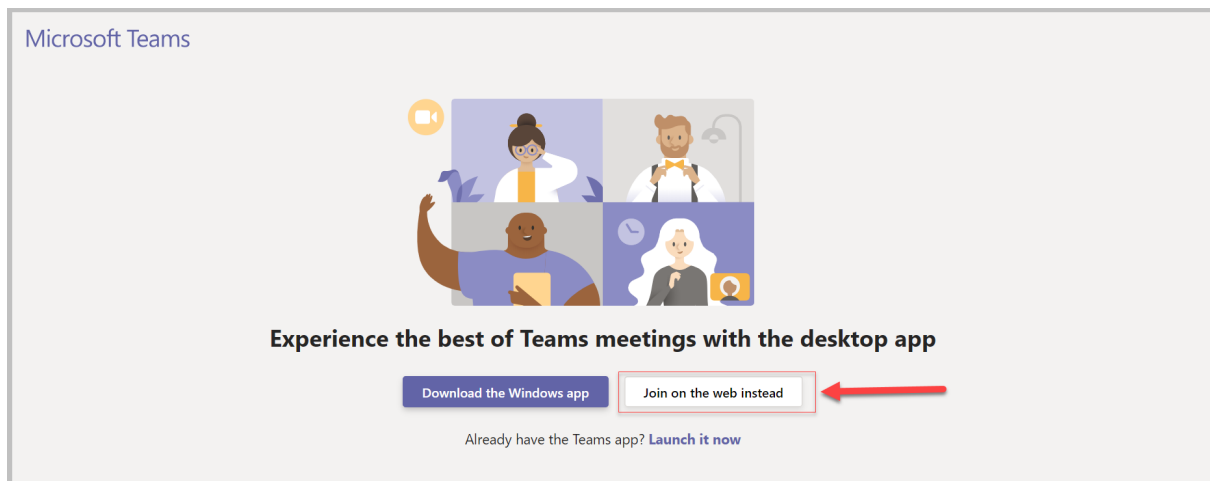 Microsoft Teams
Experience the best of Teams meetings with the desktop app
Download the Windows app
Join on the web instead
Already have the Teams app? Launch it now